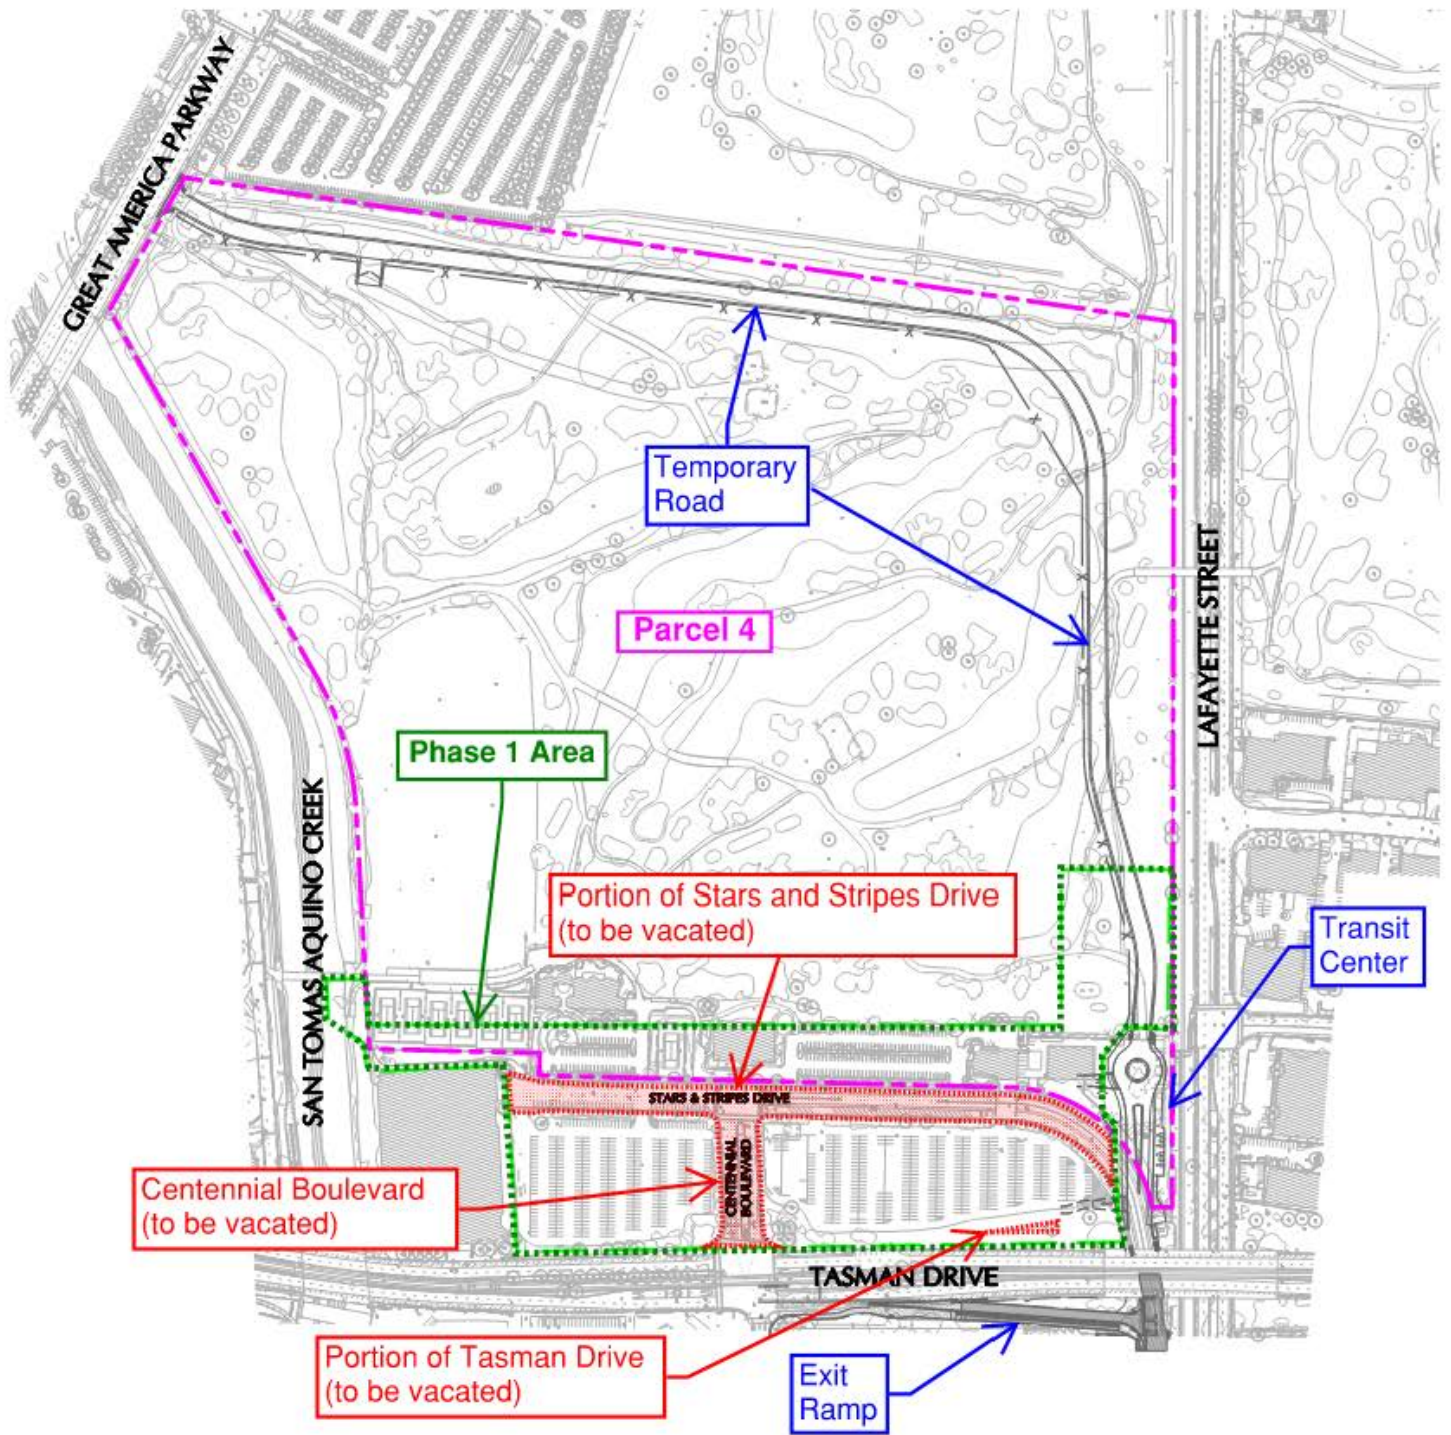 GREAT AMERICA PARKWAY
Temporary
Road
LAFAYETTE STREET
Parcel 4
Phase 1 Area
SAN TOMAS AQUINO CREEK
Portion of Stars and Stripes Drive
(to be vacated)
Transit
Center
STARS & STRIPES DRIVE
CENTENNIAL
BOULEVARD
Centennial Boulevard
(to be vacated)
TASMAN DRIVE
Portion of Tasman Drive
(to be vacated)
Exit
Ramp